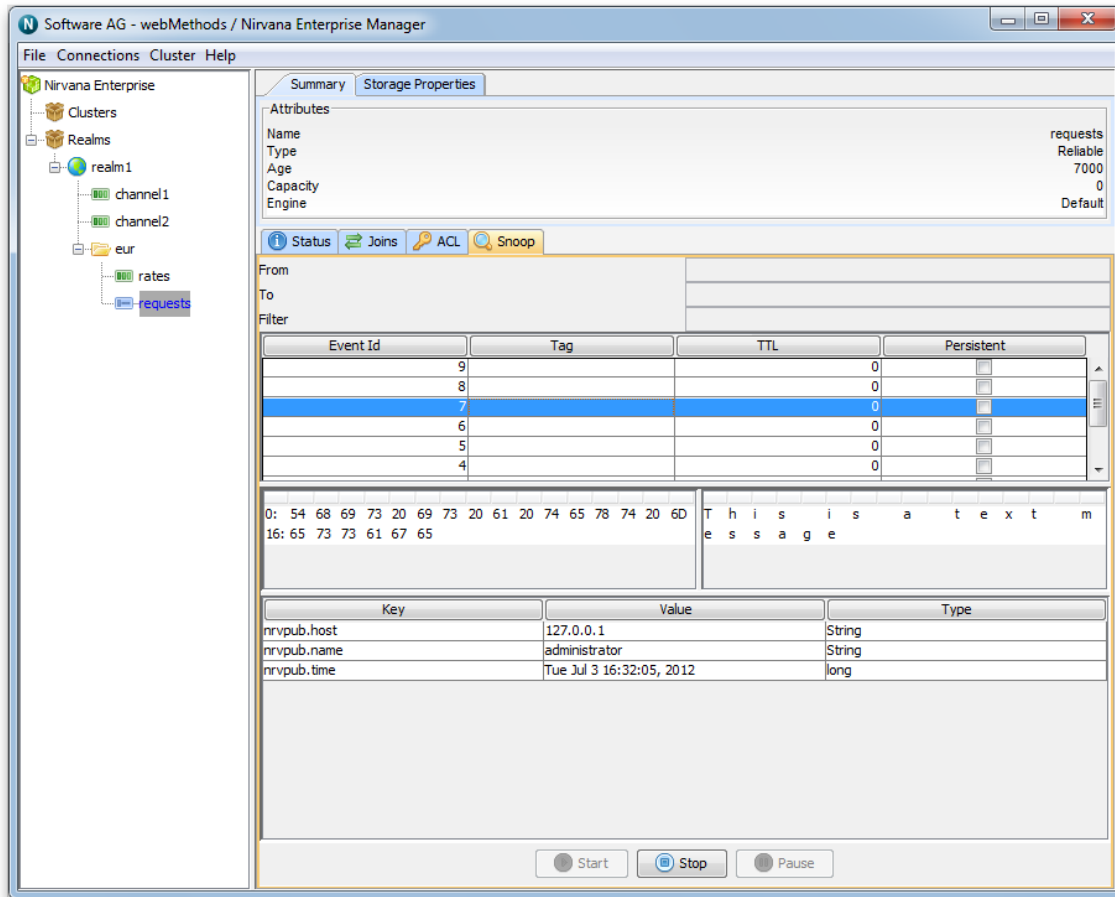 Software AG - webMethods / Nirvana Enterprise Manager
File Connections Cluster Help
Nirvana Enterprise
Clusters
Realms
realm1
channel1
channel2
eur
rates
requests
Summary Storage Properties
Attributes
Name requests
Type Reliable
Age 7000
Capacity 0
Engine Default
Status Joins ACL Snoop
From
To
Filter
Event Id Tag TTL Persistent
9 0
8 0
7 0
6 0
5 0
4 0
0: 54 68 69 73 20 69 73 20 61 20 74 65 78 74 20 6D T h i s i s a t e x t m
16: 65 73 73 61 67 65 e s s a g e
Key Value Type
nrvpub.host 127.0.0.1 String
nrvpub.name administrator String
nrvpub.time Tue Jul 3 16:32:05, 2012 long
Start Stop Pause